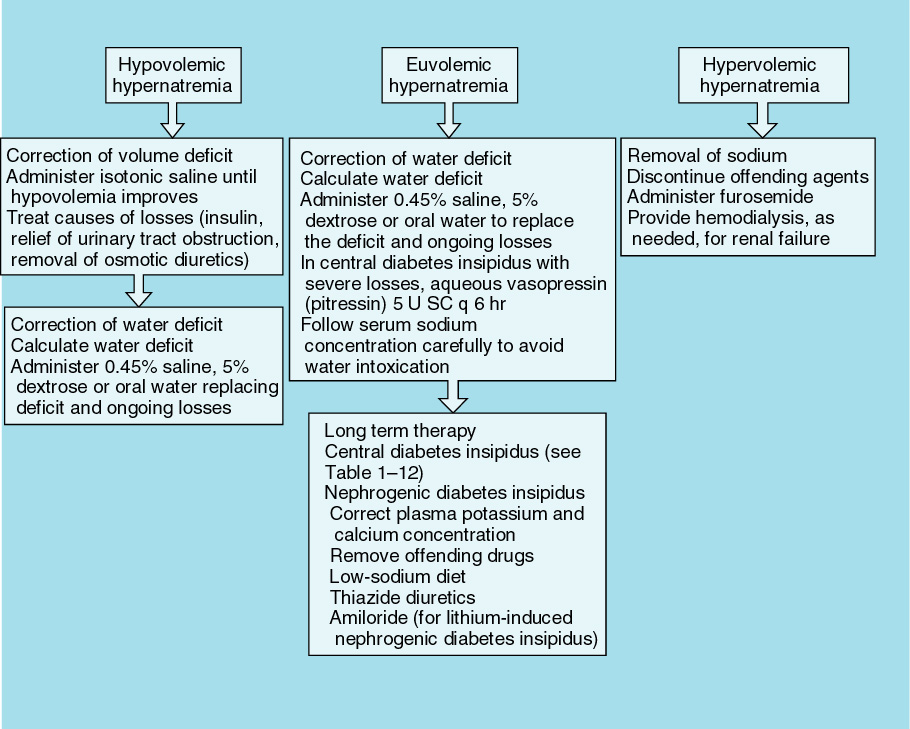 Hypovolemic
hypernatremia
Correction of volume deficit
Administer isotonic saline until
hypovolemia improves
Treat causes of losses (insulin,
relief of urinary tract obstruction,
removal of osmotic diuretics)
Correction of water deficit
Calculate water deficit
Administer 0.45% saline, 5%
dextrose or oral water replacing
deficit and ongoing losses
Euvolemic
hypernatremia
Correction of water deficit
Calculate water deficit
Administer 0.45% saline, 5%
dextrose or oral water to replace
the deficit and ongoing losses
In central diabetes insipidus with
severe losses, aqueous vasopressin
(pitressin) 5 U SC q 6 hr
Follow serum sodium
concentration carefully to avoid
water intoxication
Long term therapy
Central diabetes insipidus (see
Table 1–12)
Nephrogenic diabetes insipidus
Correct plasma potassium and
calcium concentration
Remove offending drugs
Low-sodium diet
Thiazide diuretics
Amiloride (for lithium-induced
nephrogenic diabetes insipidus)
Hypervolemic
hypernatremia
Removal of sodium
Discontinue offending agents
Administer furosemide
Provide hemodialysis, as
needed, for renal failure